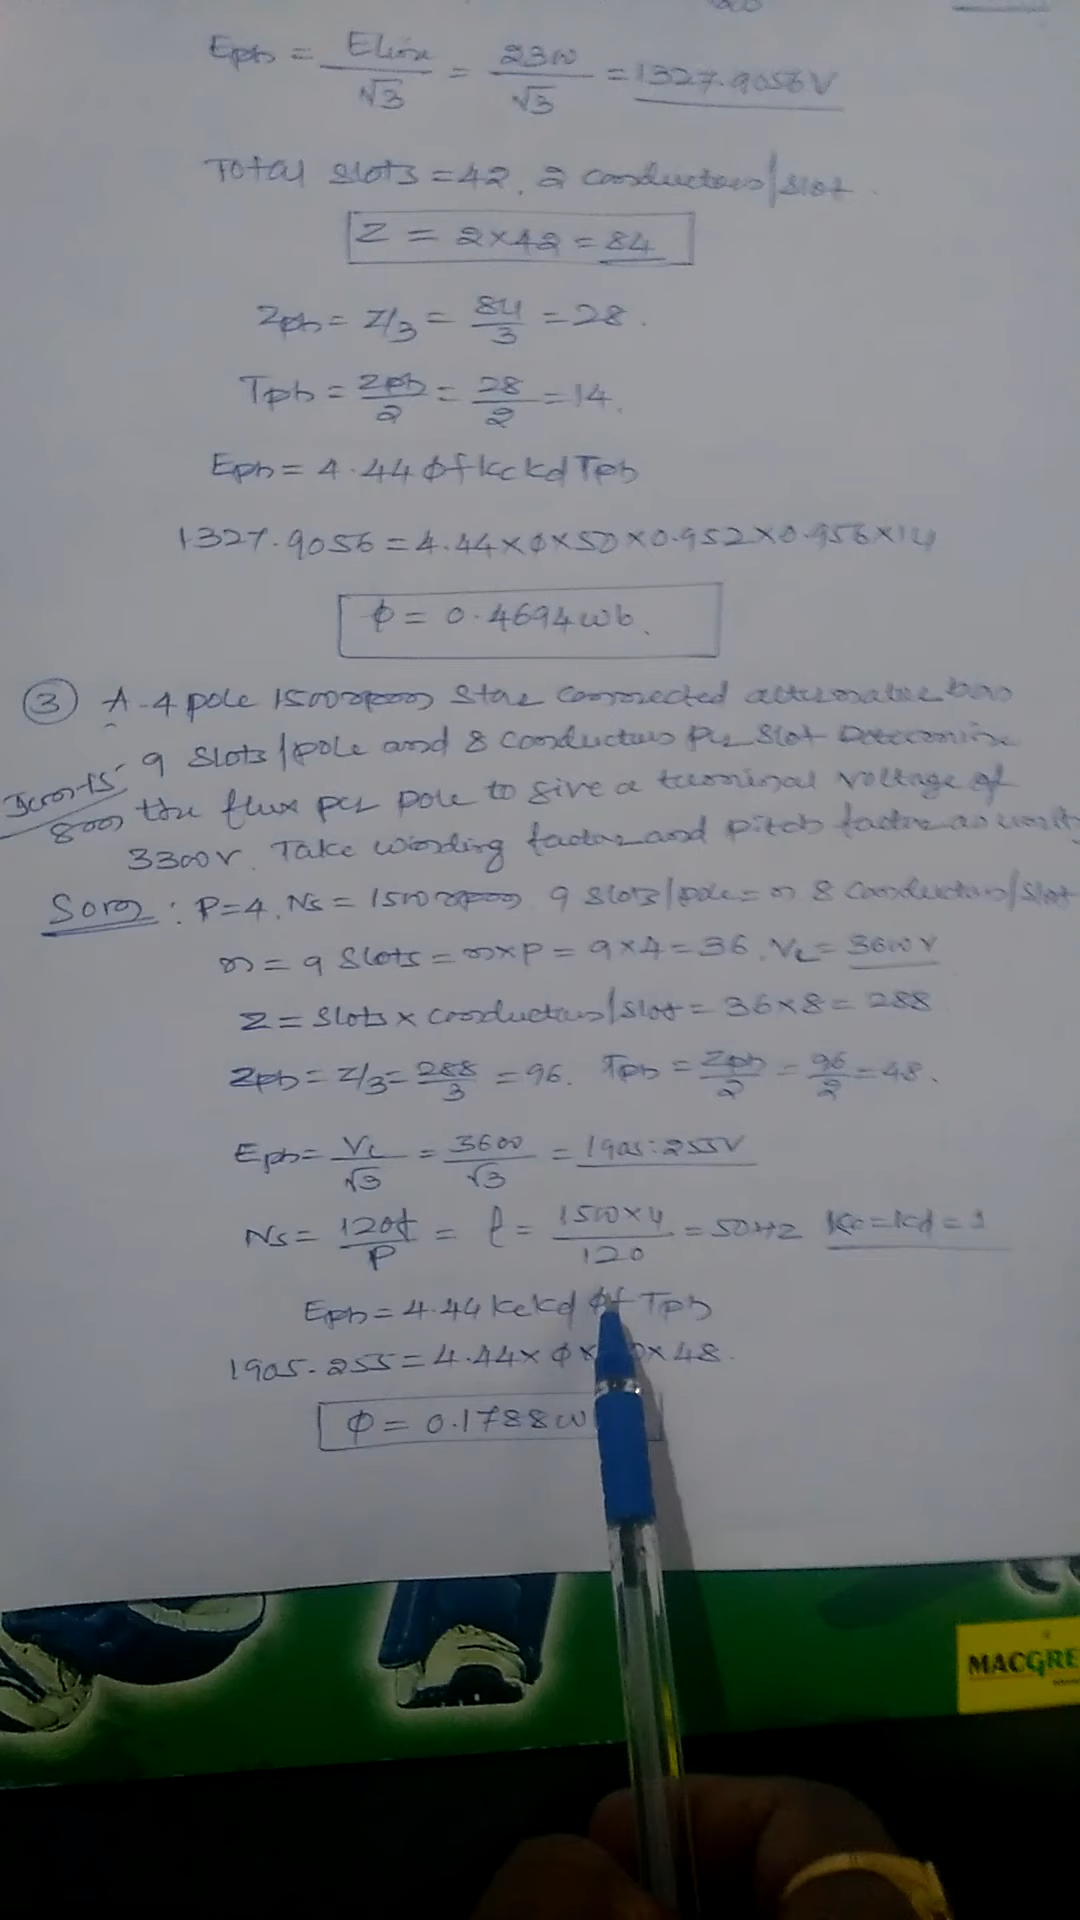 Eph = Eline/√3 = 2300/√3 = 1327.9056V
Total slots = 42, 2 conductors/slot.
Z = 2×42 = 84
Zph = Z/3 = 84/3 = 28.
Tph = Zph/2 = 28/2 = 14.
Eph = 4.44 ϕ f Kc Kd Tph
1327.9056 = 4.44×ϕ×50×0.952×0.956×14
ϕ = 0.4694 wb.
③ A 4 pole 1500rpm Star connected alternator has
9 Slots/pole and 8 conductors per slot Determine
June-15
the flux per pole to give a terminal voltage of
8m
3300V. Take winding factor and pitch factor as unity
Soln: P=4, Ns = 1500rpm 9 slots/pole = n 8 Conductors/slot
n = 9 Slots = n×P = 9×4 = 36. VL = 3600V
Z = Slots × conductors/slot = 36×8 = 288
Zph = Z/3 = 288/3 = 96. Tph = Zph/2 = 96/2 = 48.
Eph = VL/√3 = 3600/√3 = 1905.255V
Ns = 120f/P = f = 1500×4/120 = 50Hz Kc = Kd = 1
Eph = 4.44 Kc Kd ϕf Tph
1905.255 = 4.44× ϕ× ×48.
ϕ = 0.1788 w
MACGRE